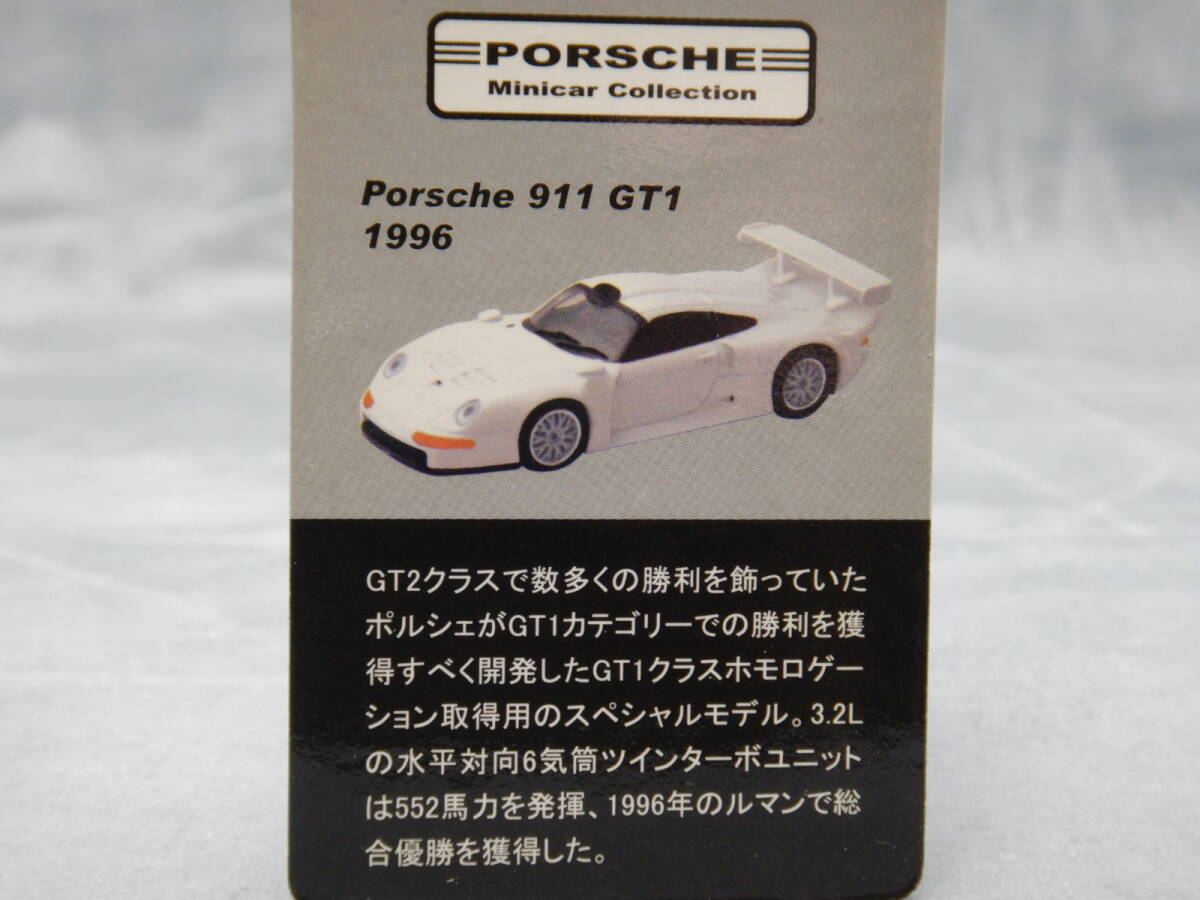 PORSCHE
Minicar Collection
Porsche 911 GT1
1996
GT2クラスで数多くの勝利を飾っていた
ポルシェがGT1カテゴリーでの勝利を獲
得すべく開発したGT1クラスホモロゲー
ション取得用のスペシャルモデル。3.2L
の水平対向6気筒ツインターボユニット
は552馬力を発揮、1996年のルマンで総
合優勝を獲得した。